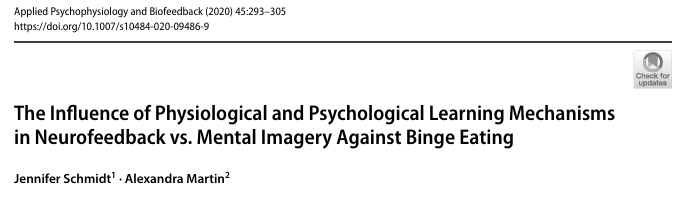 Applied Psychophysiology and Biofeedback (2020) 45:293–305
https://doi.org/10.1007/s10484-020-09486-9
Check for
updates
The Influence of Physiological and Psychological Learning Mechanisms
in Neurofeedback vs. Mental Imagery Against Binge Eating
Jennifer Schmidt¹ · Alexandra Martin²